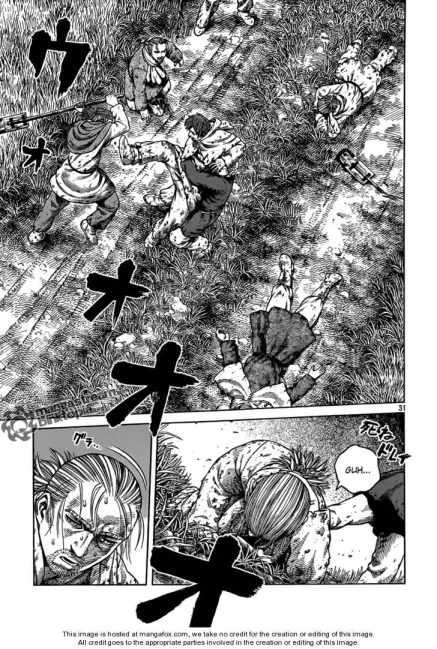 ウ
オ
オ
オ
オ
31
グラ…
死ね
ドレイ
GUH...
This image is hosted at mangafox.com, we take no credit for the creation or editing of this image.
All credit goes to the appropriate parties involved in the creation or editing of this image.